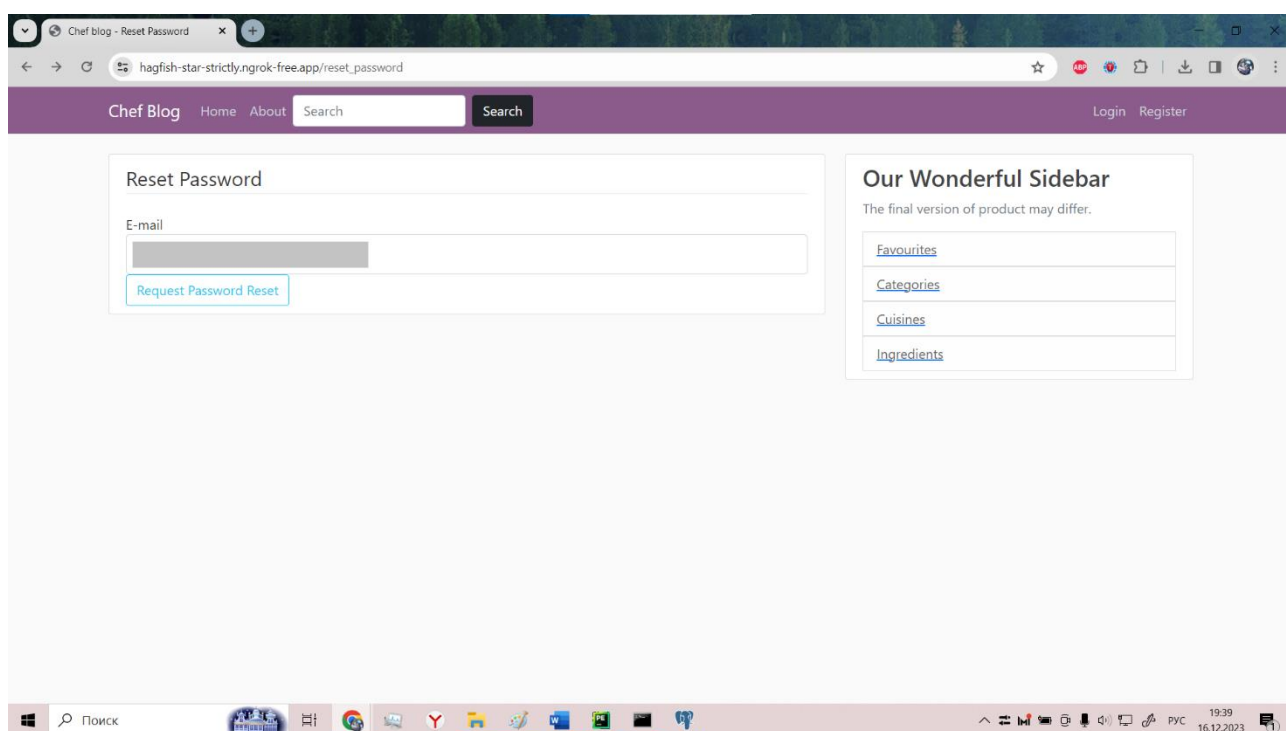 Chef blog - Reset Password
hagfish-star-strictly.ngrok-free.app/reset_password
ABP
Chef Blog Home About Search Search Login Register
Reset Password
E-mail
Request Password Reset
Our Wonderful Sidebar
The final version of product may differ.
Favourites
Categories
Cuisines
Ingredients
Поиск
РУС
19:39
16.12.2023